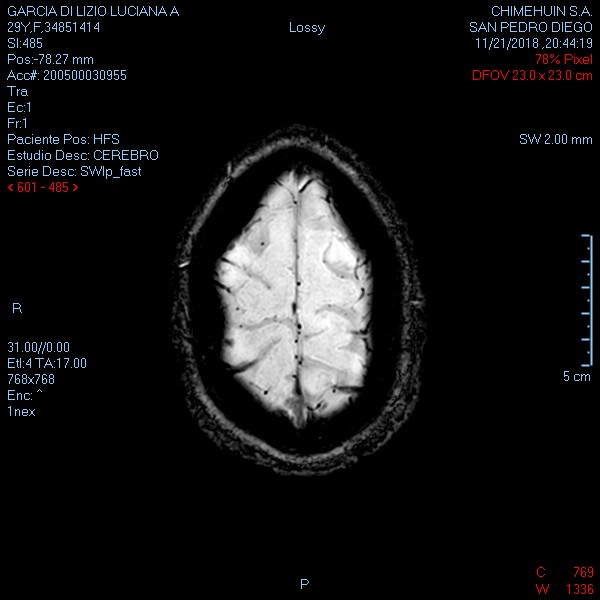 GARCIA DI LIZIO LUCIANA A
29Y,F,34851414
SI:485
Pos:-78.27 mm
Acc#: 200500030955
Tra
Ec:1
Fr:1
Paciente Pos: HFS
Estudio Desc: CEREBRO
Serie Desc: SWIp_fast
< 601 - 485 >
Lossy
CHIMEHUIN S.A.
SAN PEDRO DIEGO
11/21/2018 ,20:44:19
78% Pixel
DFOV 23.0 x 23.0 cm
SW 2.00 mm
R
5 cm
31.00//0.00
Etl:4 TA:17.00
768x768
Enc: ^
1nex
P
C 769
W 1336